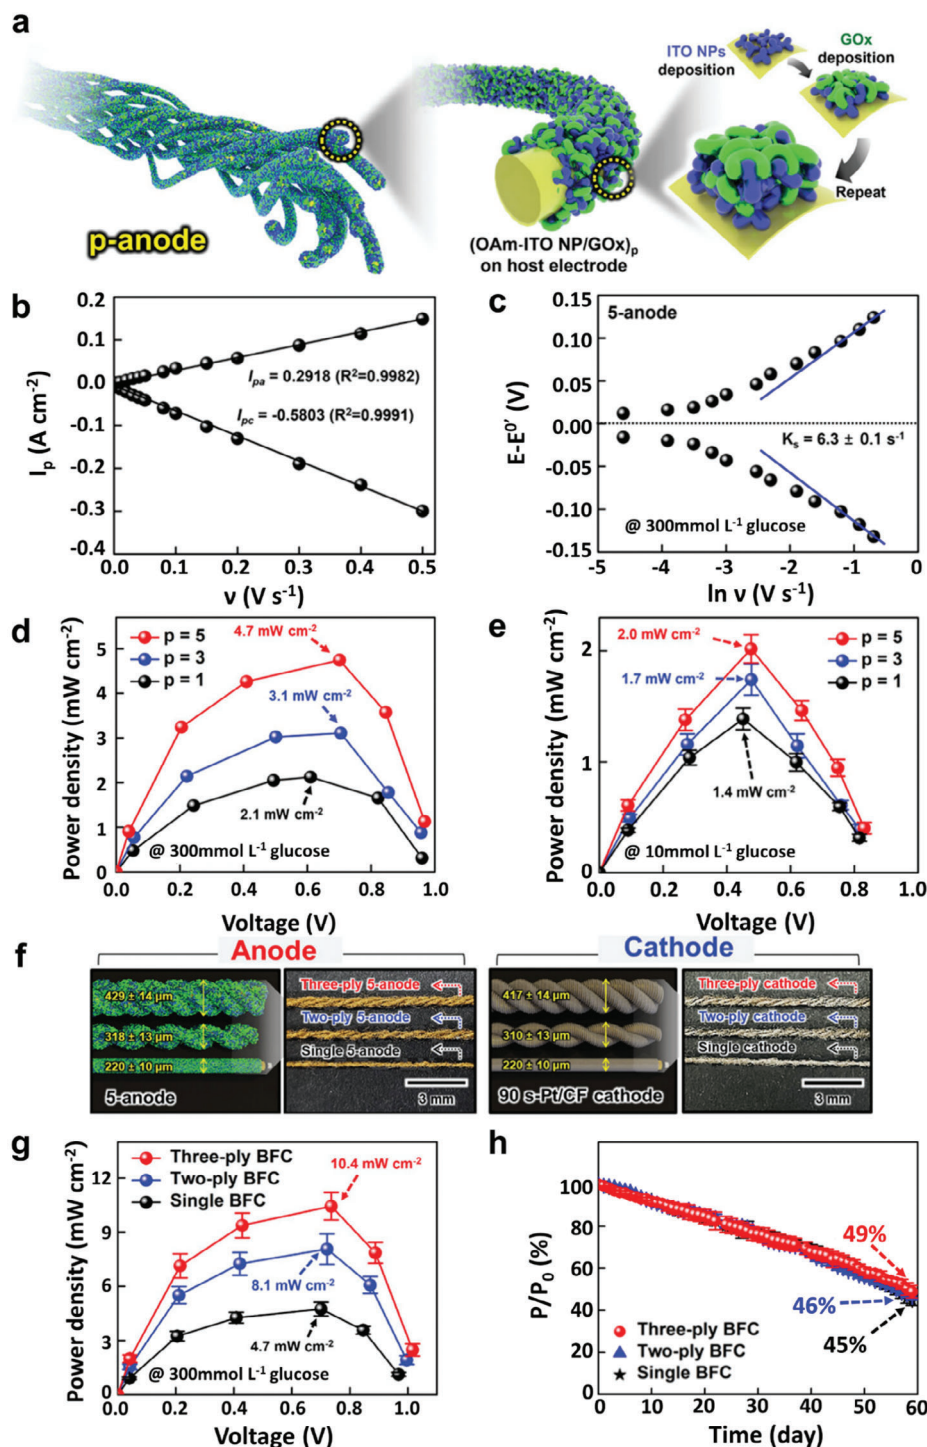 a
ITO NPs
deposition
GOx
deposition
Repeat
p-anode
(OAm-ITO NP/GOx)p
on host electrode
b
0.2
0.0
-0.2
-0.4
Ip (A cm-2)
Ipa = 0.2918 (R2=0.9982)
Ipc = -0.5803 (R2=0.9991)
0.0 0.1 0.2 0.3 0.4 0.5
ν (V s-1)
c
0.15
0.10
0.05
0.00
-0.05
-0.10
-0.15
E-E0' (V)
5-anode
Ks = 6.3 ± 0.1 s-1
@ 300mmol L-1 glucose
-5 -4 -3 -2 -1 0
ln ν (V s-1)
d
5
4
3
2
1
0
Power density (mW cm-2)
p = 5
p = 3
p = 1
4.7 mW cm-2
3.1 mW cm-2
2.1 mW cm-2
@ 300mmol L-1 glucose
0.0 0.2 0.4 0.6 0.8 1.0
Voltage (V)
e
2
1
0
Power density (mW cm-2)
2.0 mW cm-2
1.7 mW cm-2
1.4 mW cm-2
p = 5
p = 3
p = 1
@ 10mmol L-1 glucose
0.0 0.2 0.4 0.6 0.8 1.0
Voltage (V)
f
Anode
429 ± 14 μm
318 ± 13 μm
220 ± 10 μm
5-anode
Three-ply 5-anode
Two-ply 5-anode
Single 5-anode
3 mm
Cathode
417 ± 14 μm
310 ± 13 μm
220 ± 10 μm
90 s-Pt/CF cathode
Three-ply cathode
Two-ply cathode
Single cathode
3 mm
g
12
9
6
3
0
Power density (mW cm-2)
Three-ply BFC
Two-ply BFC
Single BFC
10.4 mW cm-2
8.1 mW cm-2
4.7 mW cm-2
@ 300mmol L-1 glucose
0.0 0.2 0.4 0.6 0.8 1.0
Voltage (V)
h
100
80
60
40
20
0
P/P0 (%)
49%
46%
45%
Three-ply BFC
Two-ply BFC
Single BFC
0 10 20 30 40 50 60
Time (day)